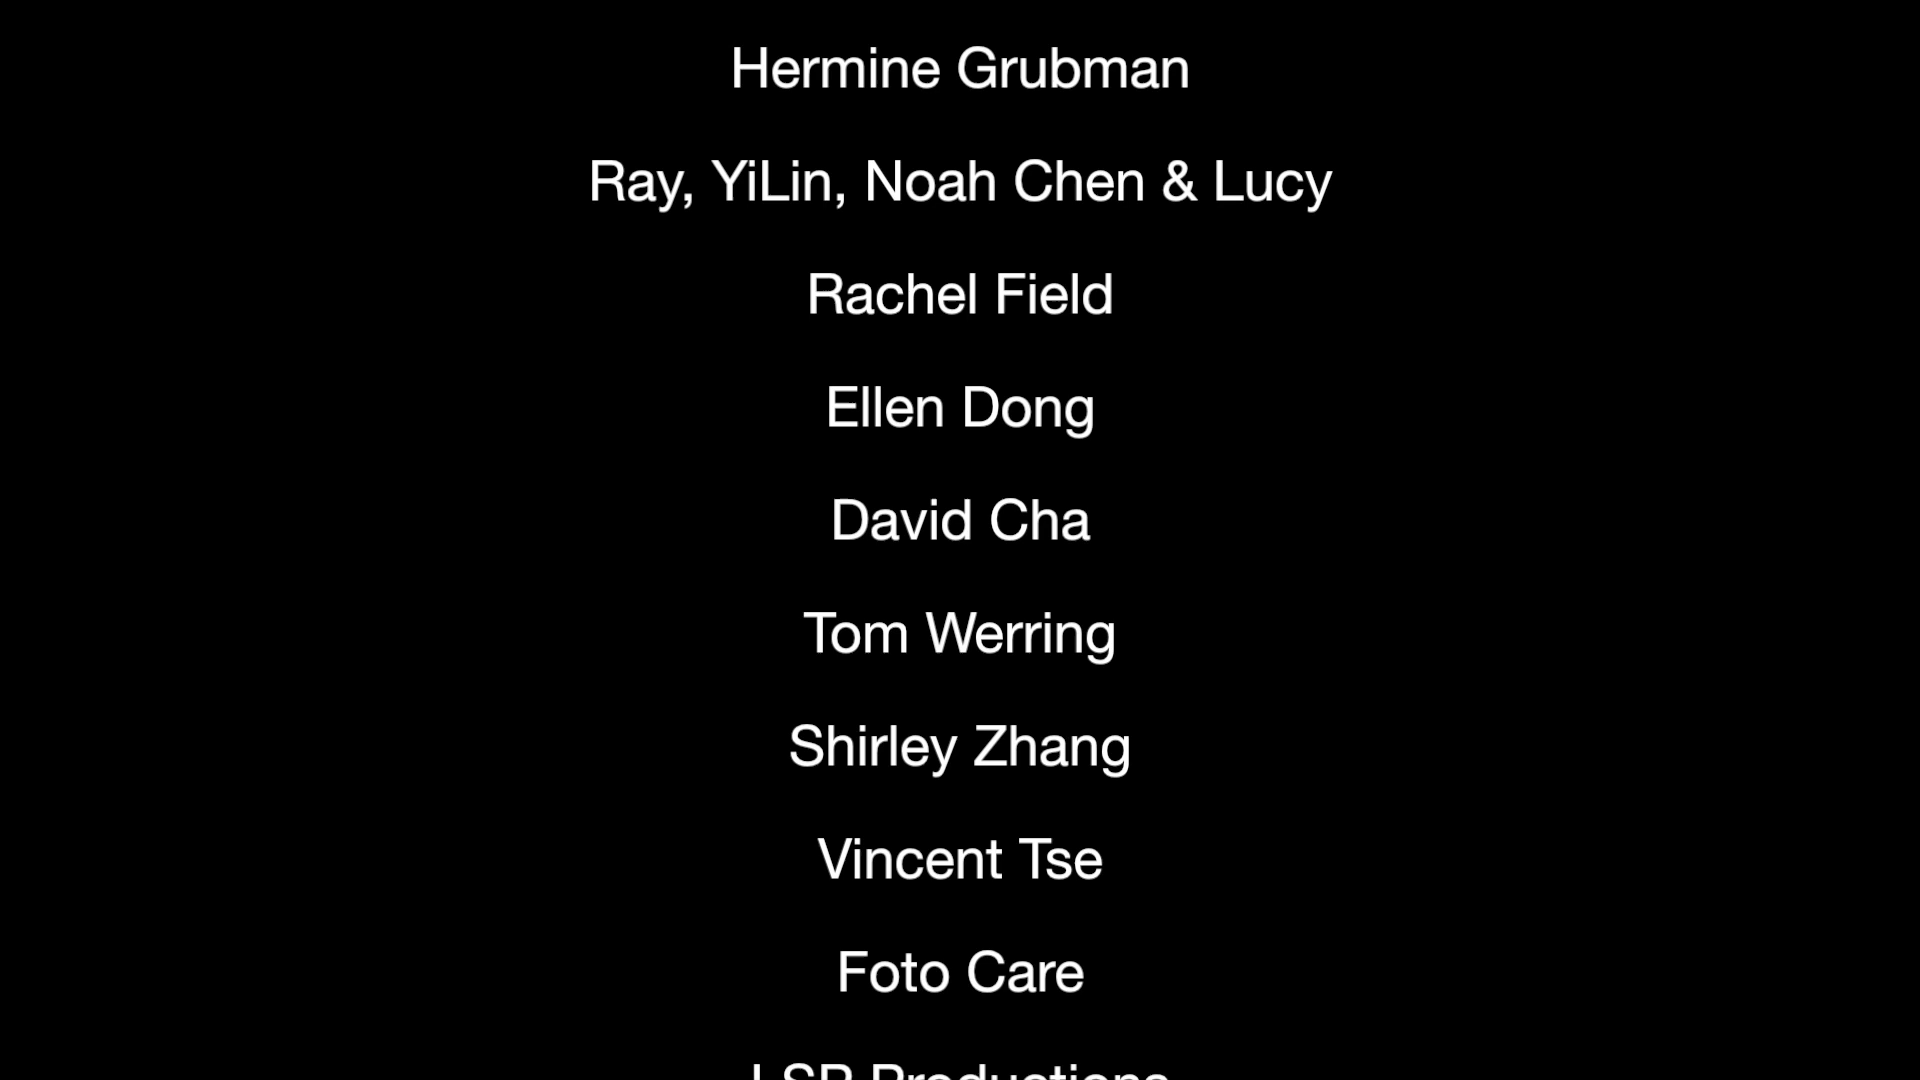 Hermine Grubman
Ray, YiLin, Noah Chen & Lucy
Rachel Field
Ellen Dong
David Cha
Tom Werring
Shirley Zhang
Vincent Tse
Foto Care
Productions